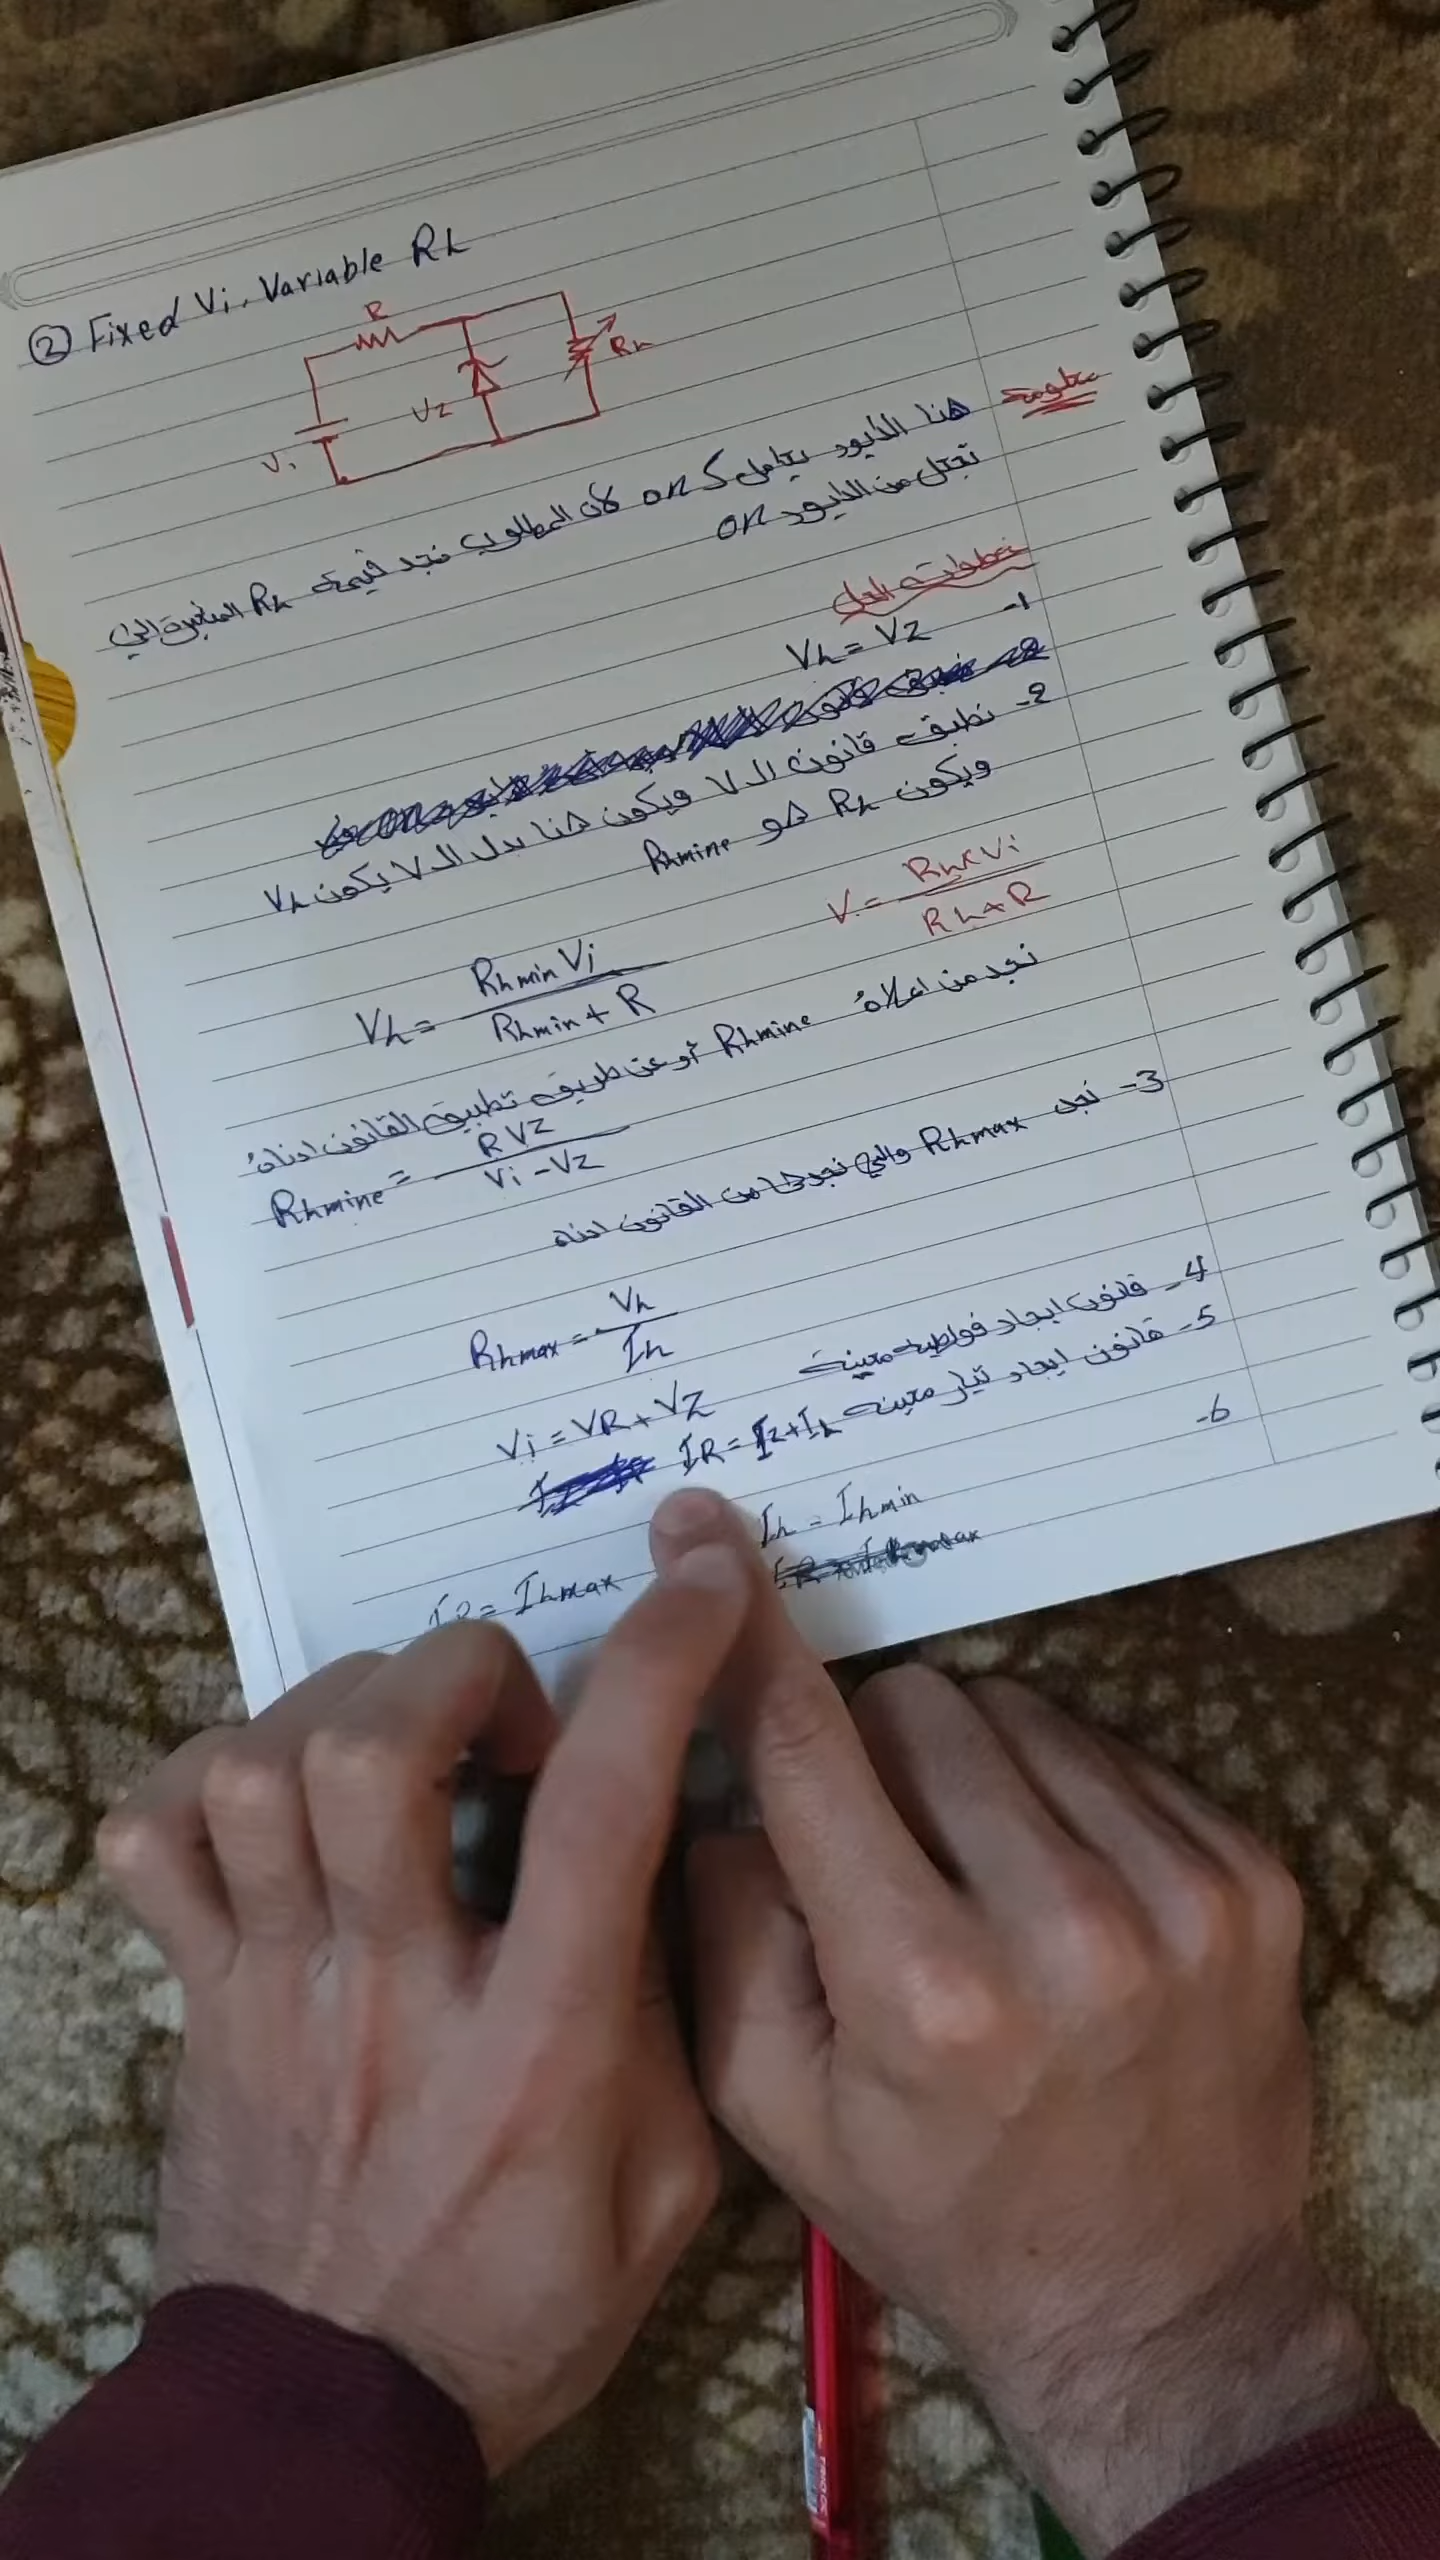 ② Fixed Vi, Variable RL
R
RL
Vz
Vi
معلومة
هنا الدايود يعامل ك on لأن المطلوب نجد قيمة RL المتغيرة التي
تجعل من الدايود on
خطوات الحل
1- VL = VZ
2- نطبق قانون الـ V ويكون هنا بدل الـ V يكون VL
ويكون RL هو RLmine
V = RL×Vi / RL+R
VL = RLmin Vi / RLmin + R
نجد من اعلاهُ RLmine أو عن طريق تطبيق القانون ادناهُ
RLmine = R VZ / Vi - VZ
3- نجد RLmax والتي نجدها من القانون ادناه
RLmax = VL / IL
4- قانون ايجاد فولطية معينة Vi = VR + VZ
5- قانون ايجاد تيار معينه IR = IZ + IL
6-
IL = ILmin
IR = ILmax